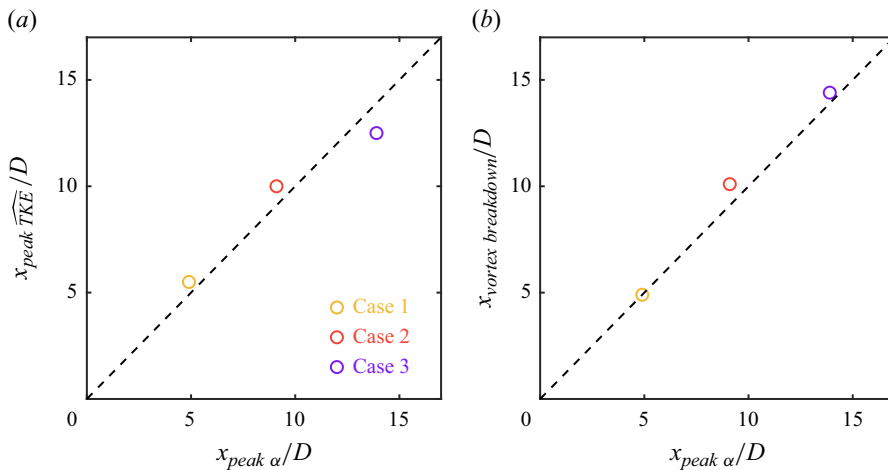 (a)
15
10
5
0
5
10
15
x_peak TKE/D
x_peak α/D
Case 1
Case 2
Case 3
(b)
15
10
5
0
5
10
15
x_vortex breakdown/D
x_peak α/D